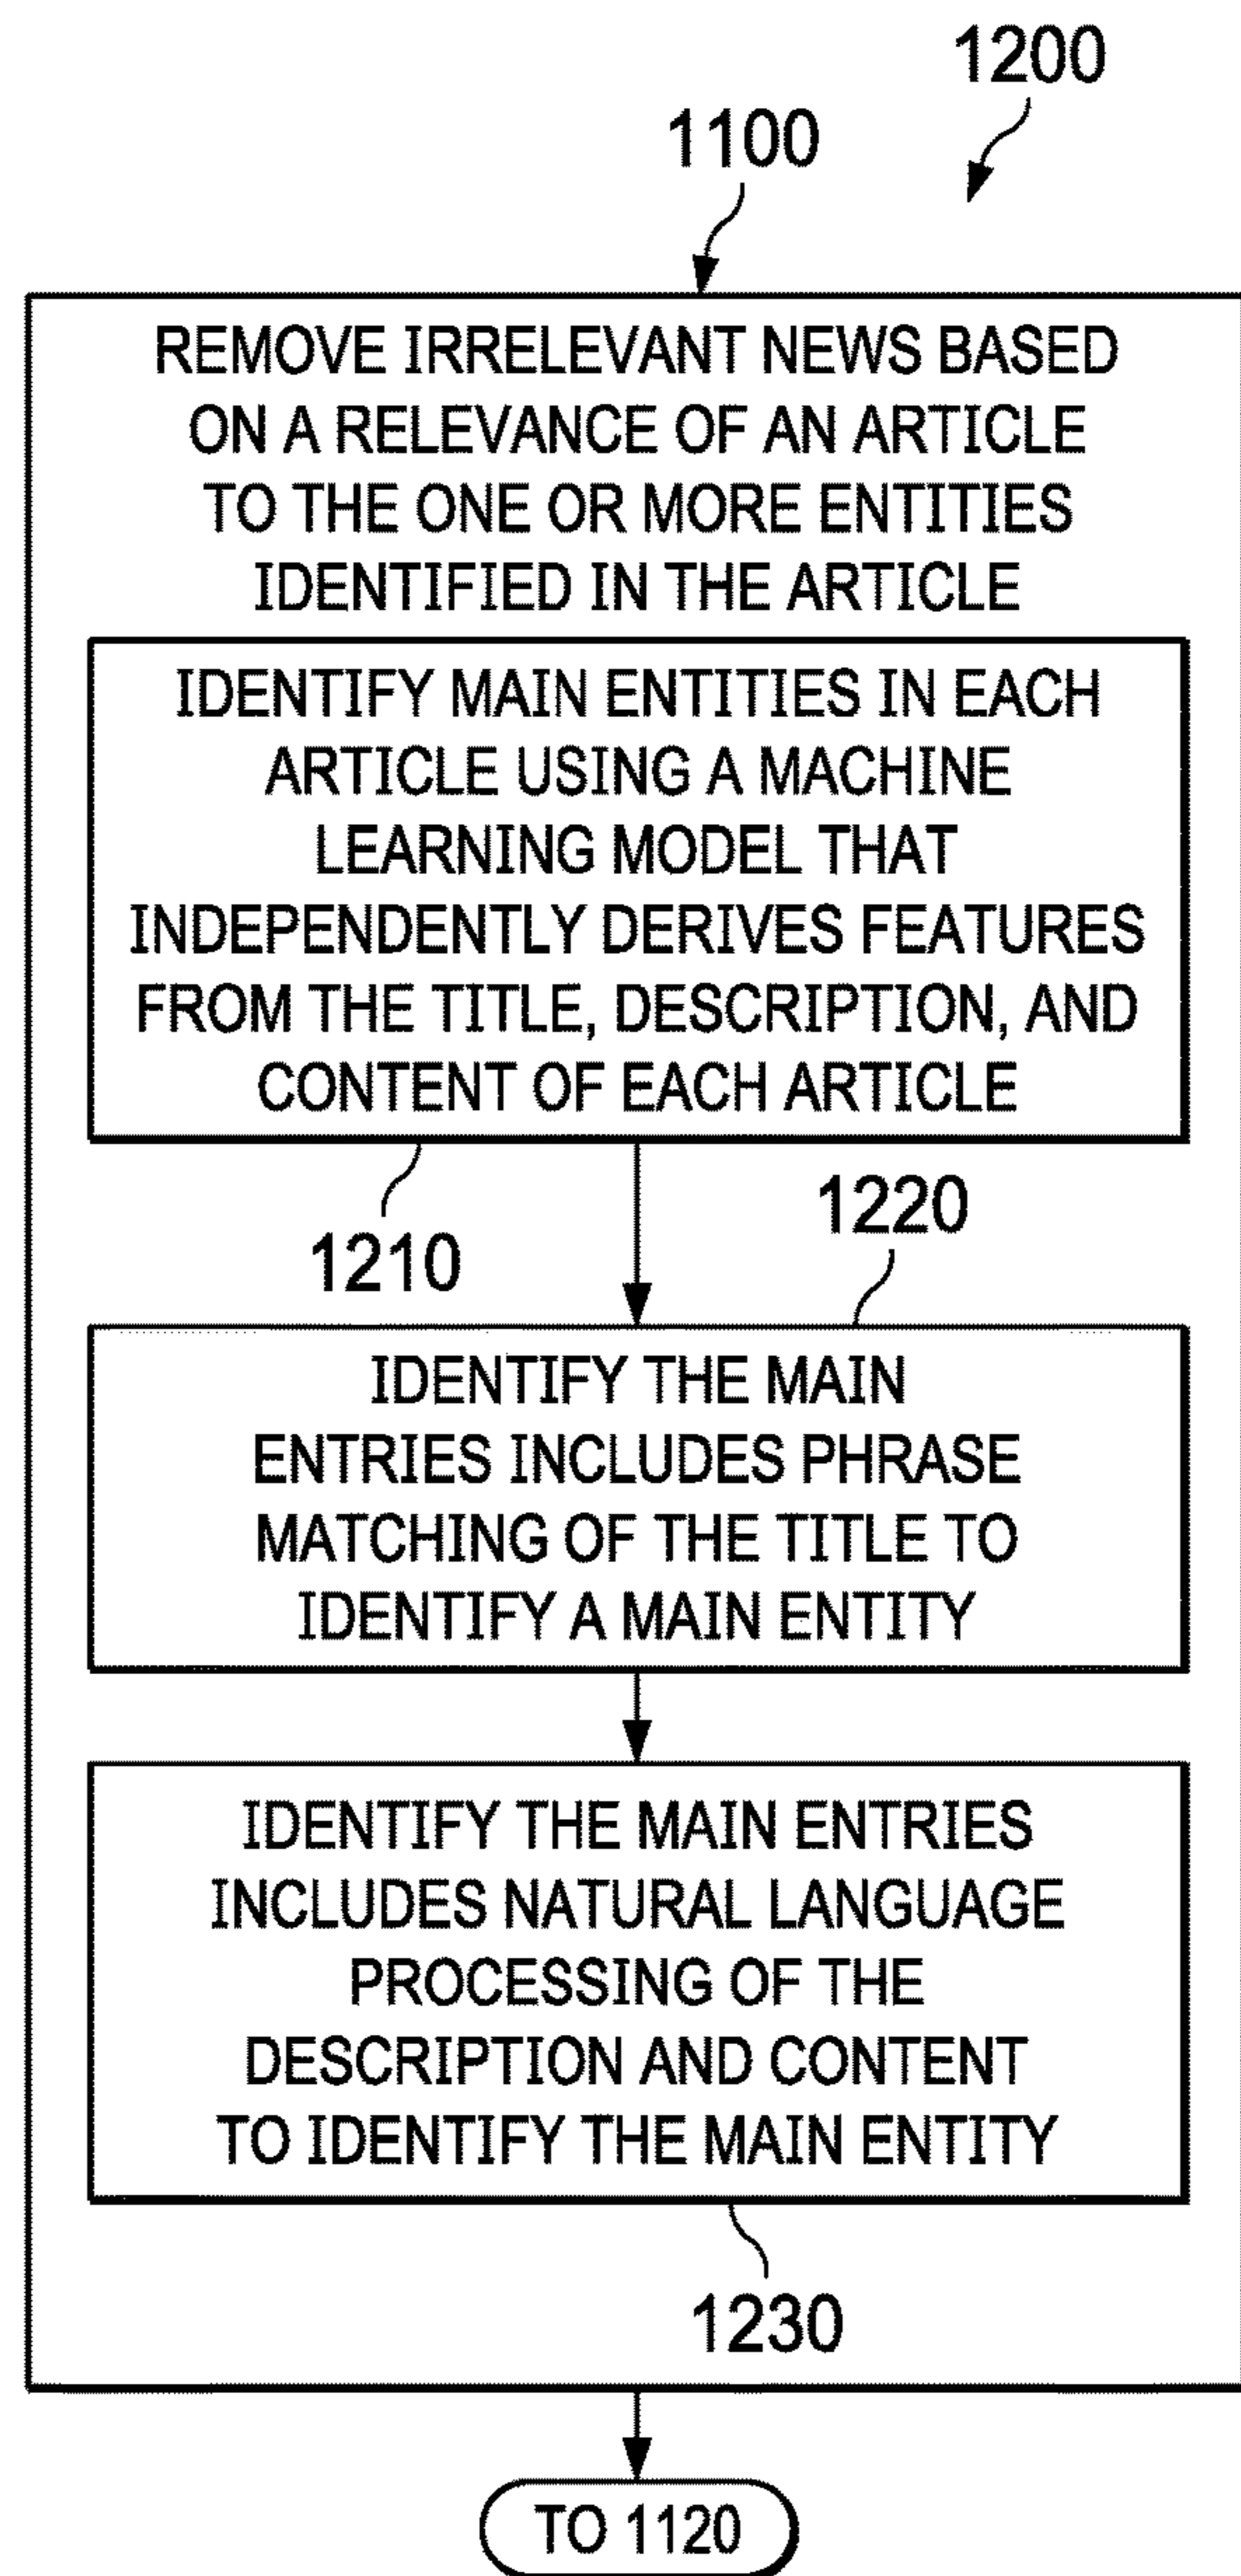 1200
1100
REMOVE IRRELEVANT NEWS BASED
ON A RELEVANCE OF AN ARTICLE
TO THE ONE OR MORE ENTITIES
IDENTIFIED IN THE ARTICLE
IDENTIFY MAIN ENTITIES IN EACH
ARTICLE USING A MACHINE
LEARNING MODEL THAT
INDEPENDENTLY DERIVES FEATURES
FROM THE TITLE, DESCRIPTION, AND
CONTENT OF EACH ARTICLE
1210
1220
IDENTIFY THE MAIN
ENTRIES INCLUDES PHRASE
MATCHING OF THE TITLE TO
IDENTIFY A MAIN ENTITY
IDENTIFY THE MAIN ENTRIES
INCLUDES NATURAL LANGUAGE
PROCESSING OF THE
DESCRIPTION AND CONTENT
TO IDENTIFY THE MAIN ENTITY
1230
TO 1120